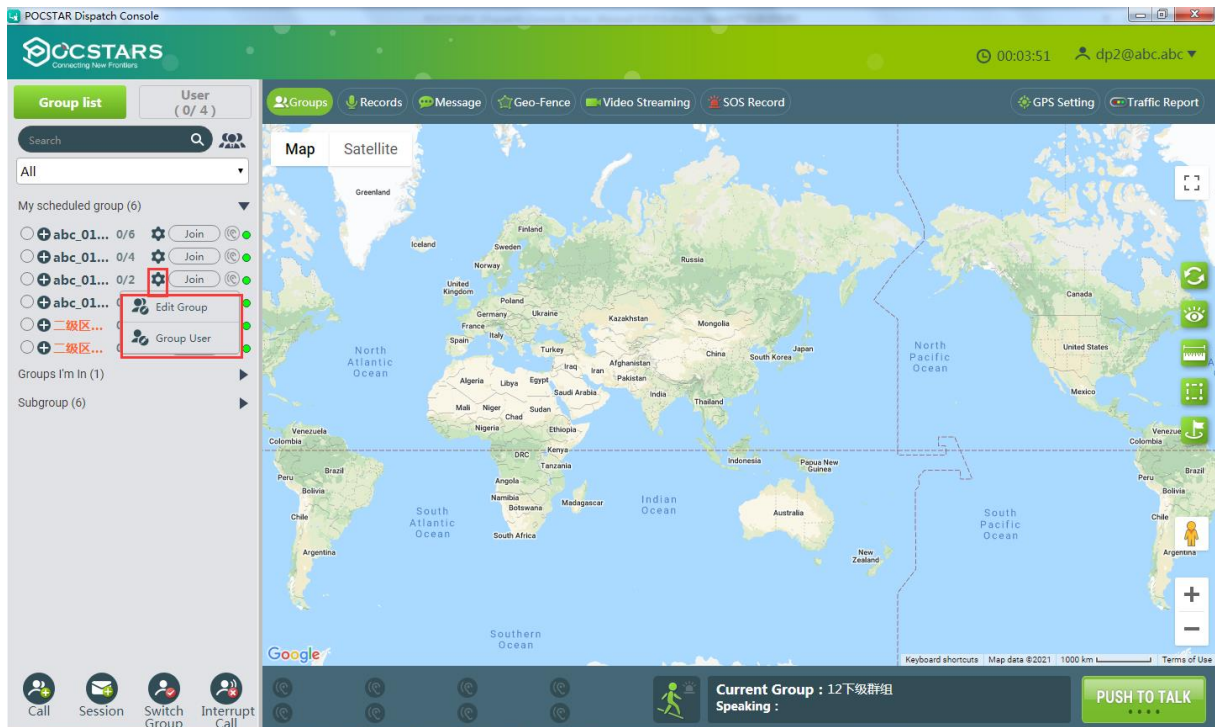 POCSTAR Dispatch Console
POCSTARS
Connecting New Frontiers
00:03:51
dp2@abc.abc ▼
Group list
User
( 0/ 4 )
Groups
Records
Message
Geo-Fence
Video Streaming
SOS Record
GPS Setting
Traffic Report
Search
All
My scheduled group (6)
abc_01... 0/6 Join
abc_01... 0/4 Join
abc_01... 0/2 Join
abc_01...
二级区...
二级区...
Edit Group
Group User
Groups I'm In (1)
Subgroup (6)
Map
Satellite
Greenland
Iceland
Finland
Sweden
Norway
Russia
United
Kingdom
Poland
Germany
Ukraine
France
Kazakhstan
Mongolia
Spain
Italy
Turkey
Iraq
Iran
Afghanistan
Pakistan
China
South Korea
Japan
Algeria
Libya
Egypt
Saudi Arabia
India
Thailand
Mali
Niger
Chad
Sudan
Nigeria
Ethiopia
DRC
Kenya
Tanzania
Angola
Namibia
Botswana
Madagascar
South Africa
Indonesia
Papua New
Guinea
Australia
New
Zealand
North
Atlantic
Ocean
South
Atlantic
Ocean
Indian
Ocean
Southern
Ocean
North
Pacific
Ocean
South
Pacific
Ocean
Venezuela
Colombia
Brazil
Peru
Bolivia
Chile
Argentina
Canada
United States
Mexico
Venezue
Colombia
Brazil
Peru
Bolivia
Chile
Argentina
Google
Keyboard shortcuts
Map data ©2021
1000 km
Terms of Use
Call
Session
Switch
Group
Interrupt
Call
Current Group : 12下级群组
Speaking :
PUSH TO TALK